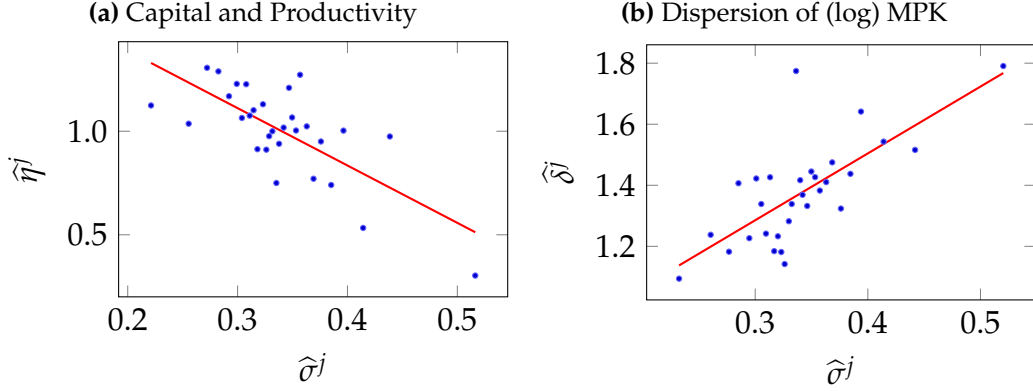 (a) Capital and Productivity
1.0
0.5
0.2 0.3 0.4 0.5
η̂ʲ
σ̂ʲ
(b) Dispersion of (log) MPK
1.8
1.6
1.4
1.2
0.3 0.4 0.5
δ̂ʲ
σ̂ʲ